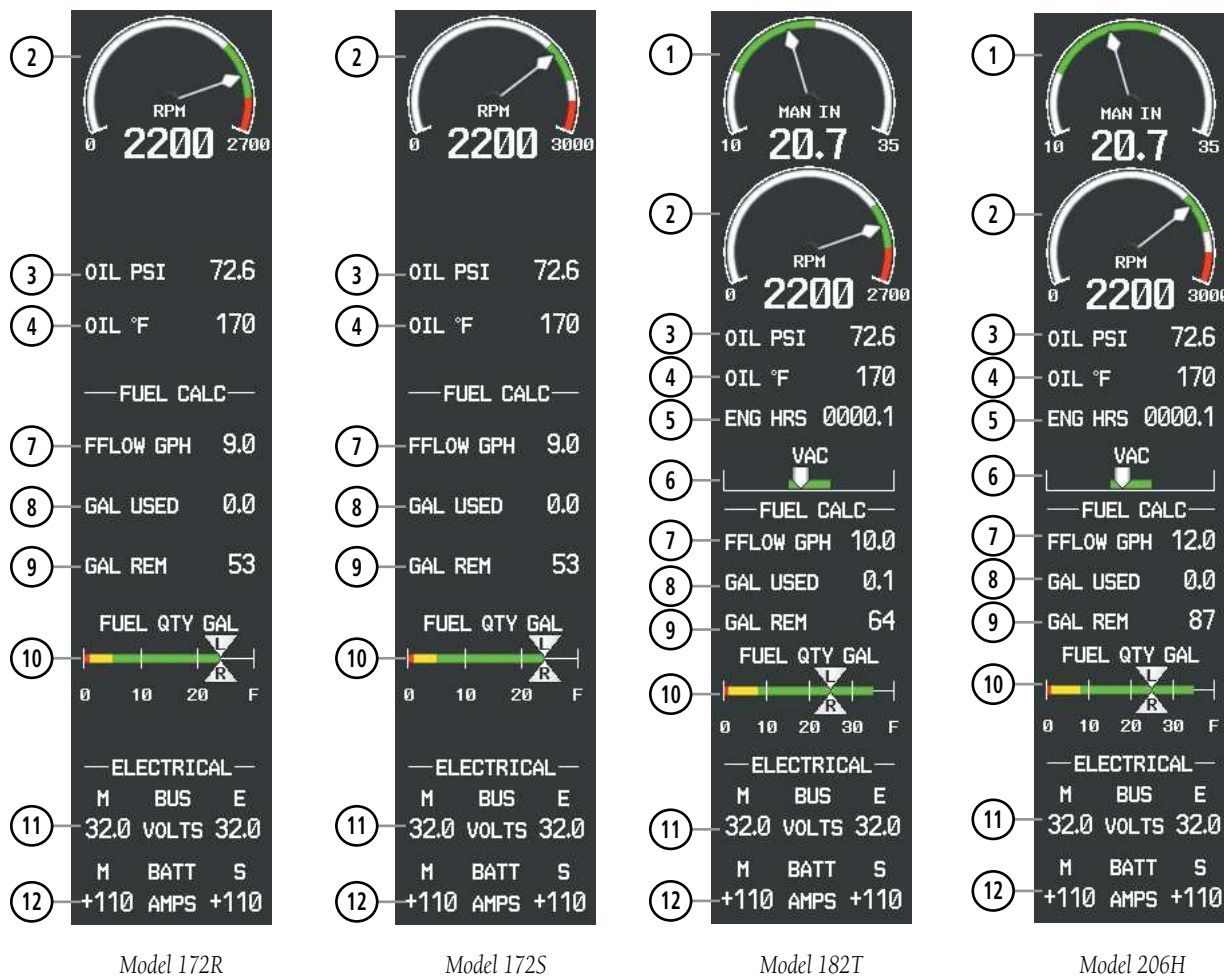 2
RPM
2200
0 2700
3 OIL PSI 72.6
4 OIL °F 170
FUEL CALC
7 FFLOW GPH 9.0
8 GAL USED 0.0
9 GAL REM 53
FUEL QTY GAL
L
10
R
0 10 20 F
ELECTRICAL
M BUS E
11 32.0 VOLTS 32.0
M BATT S
12 +110 AMPS +110
Model 172R
2
RPM
2200
0 3000
3 OIL PSI 72.6
4 OIL °F 170
FUEL CALC
7 FFLOW GPH 9.0
8 GAL USED 0.0
9 GAL REM 53
FUEL QTY GAL
L
10
R
0 10 20 F
ELECTRICAL
M BUS E
11 32.0 VOLTS 32.0
M BATT S
12 +110 AMPS +110
Model 172S
1
MAN IN
10 20.7 35
2
RPM
0 2200 2700
3 OIL PSI 72.6
4 OIL °F 170
5 ENG HRS 0000.1
VAC
6
FUEL CALC
7 FFLOW GPH 10.0
8 GAL USED 0.1
9 GAL REM 64
FUEL QTY GAL
L
10
R
0 10 20 30 F
ELECTRICAL
M BUS E
11 32.0 VOLTS 32.0
M BATT S
12 +110 AMPS +110
Model 182T
1
MAN IN
10 20.7 35
2
RPM
0 2200 3000
3 OIL PSI 72.6
4 OIL °F 170
5 ENG HRS 0000.1
VAC
6
FUEL CALC
7 FFLOW GPH 12.0
8 GAL USED 0.0
9 GAL REM 87
FUEL QTY GAL
L
10
R
0 10 20 30 F
ELECTRICAL
M BUS E
11 32.0 VOLTS 32.0
M BATT S
12 +110 AMPS +110
Model 206H